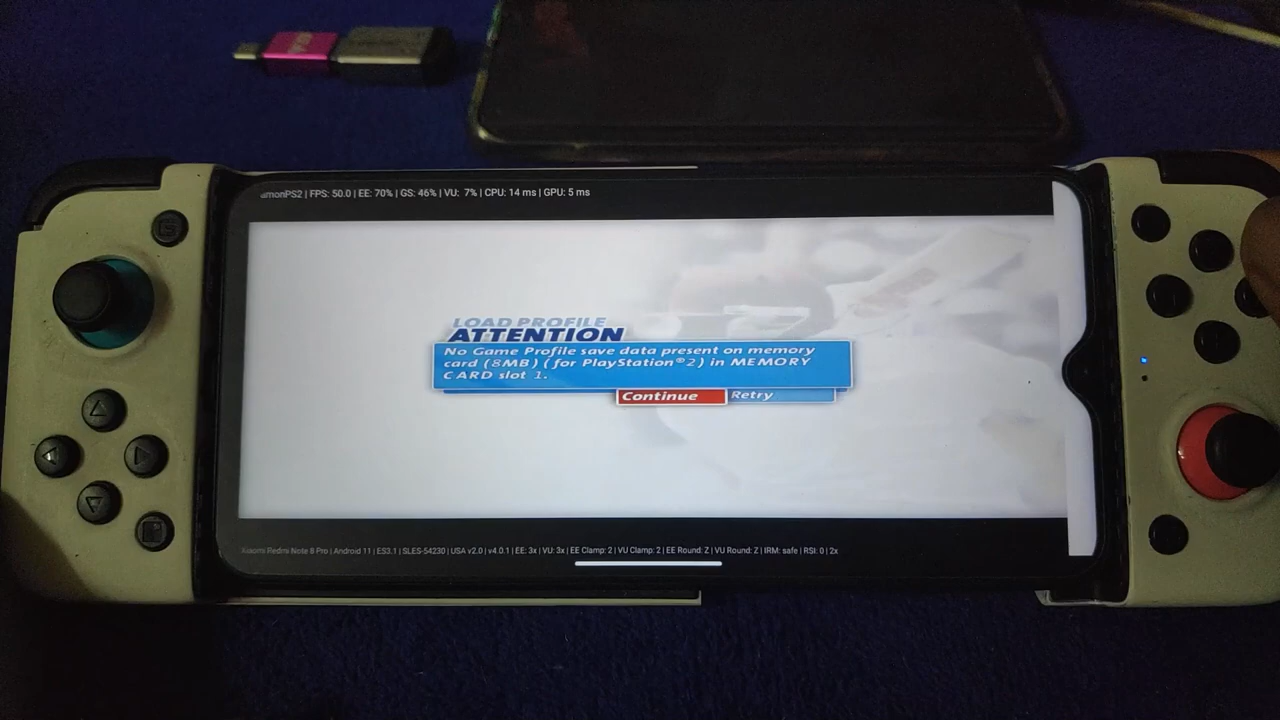 amonPS2 | FPS: 50.0 | EE: 70% | GS: 46% | VU: 7% | CPU: 14 ms | GPU: 5 ms
LOAD PROFILE
ATTENTION
No Game Profile save data present on memory
card (8MB) (for PlayStation®2) in MEMORY
CARD slot 1.
Continue Retry
Xiaomi Redmi Note 8 Pro | Android 11 | ES3.1 | SLES-54230 | USA v2.0 | v4.0.1 | EE: 3x | VU: 3x | EE Clamp: 2 | VU Clamp: 2 | EE Round: Z | VU Round: Z | IRM: safe | RSI: 0 | 2x